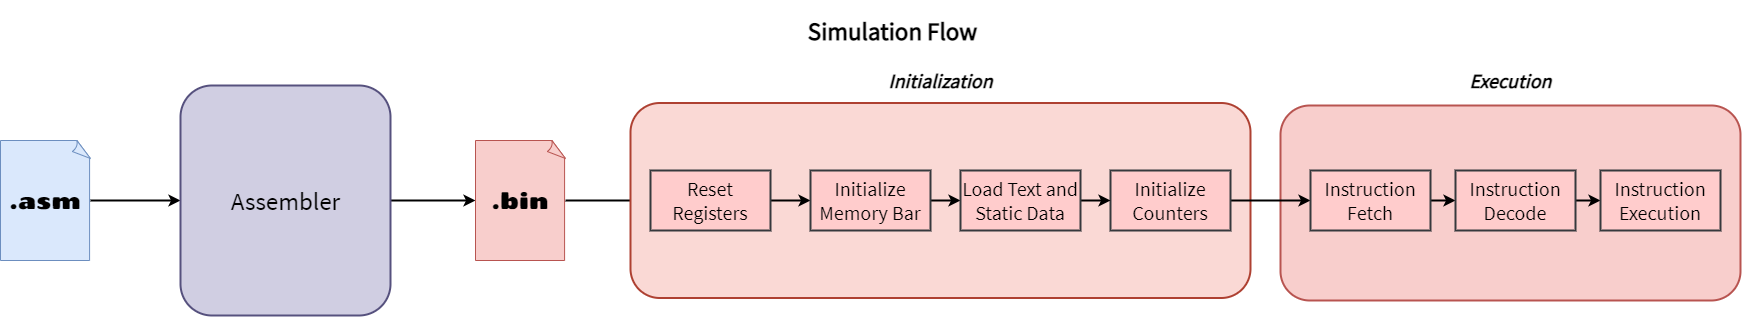 Simulation Flow
Initialization
Execution
.asm
Assembler
.bin
Reset
Registers
Initialize
Memory Bar
Load Text and
Static Data
Initialize
Counters
Instruction
Fetch
Instruction
Decode
Instruction
Execution